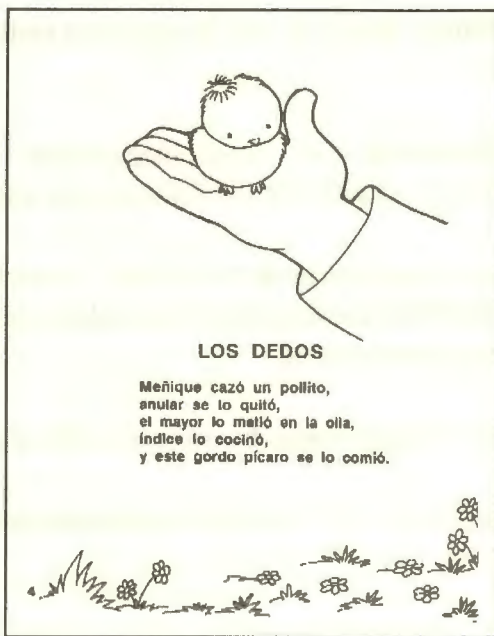 LOS DEDOS
Meñique cazó un pollito,
anular se lo quitó,
el mayor lo metió en la olla,
índice lo cocinó,
y este gordo pícaro se lo comió.
4